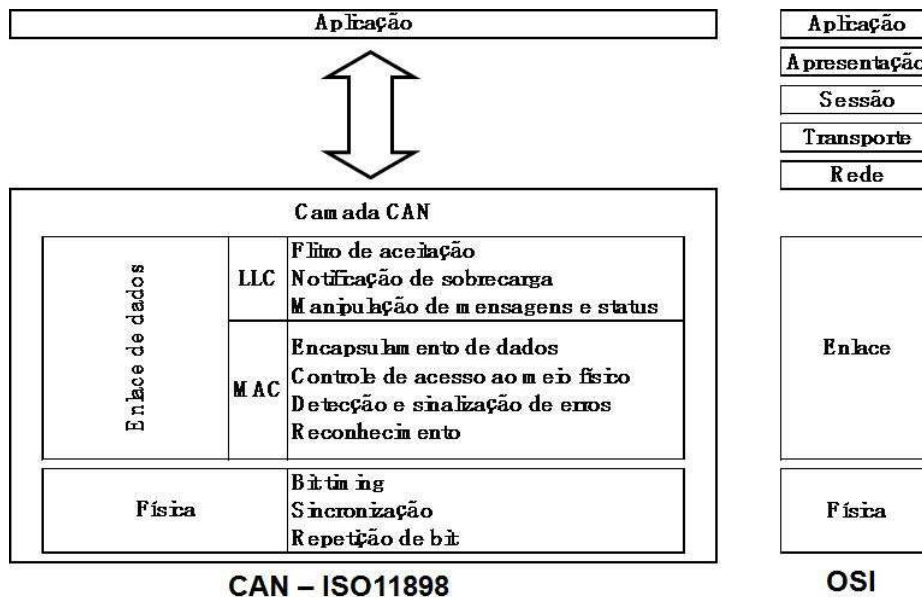 Aplicação
Camada CAN
Enlace de dados
LLC
Filtro de aceitação
Notificação de sobrecarga
Manipulação de mensagens e status
MAC
Encapsulamento de dados
Controle de acesso ao meio físico
Detecção e sinalização de erros
Reconhecimento
Física
Bit timing
Sincronização
Repetição de bit
CAN – ISO11898
Aplicação
Apresentação
Sessão
Transporte
Rede
Enlace
Física
OSI